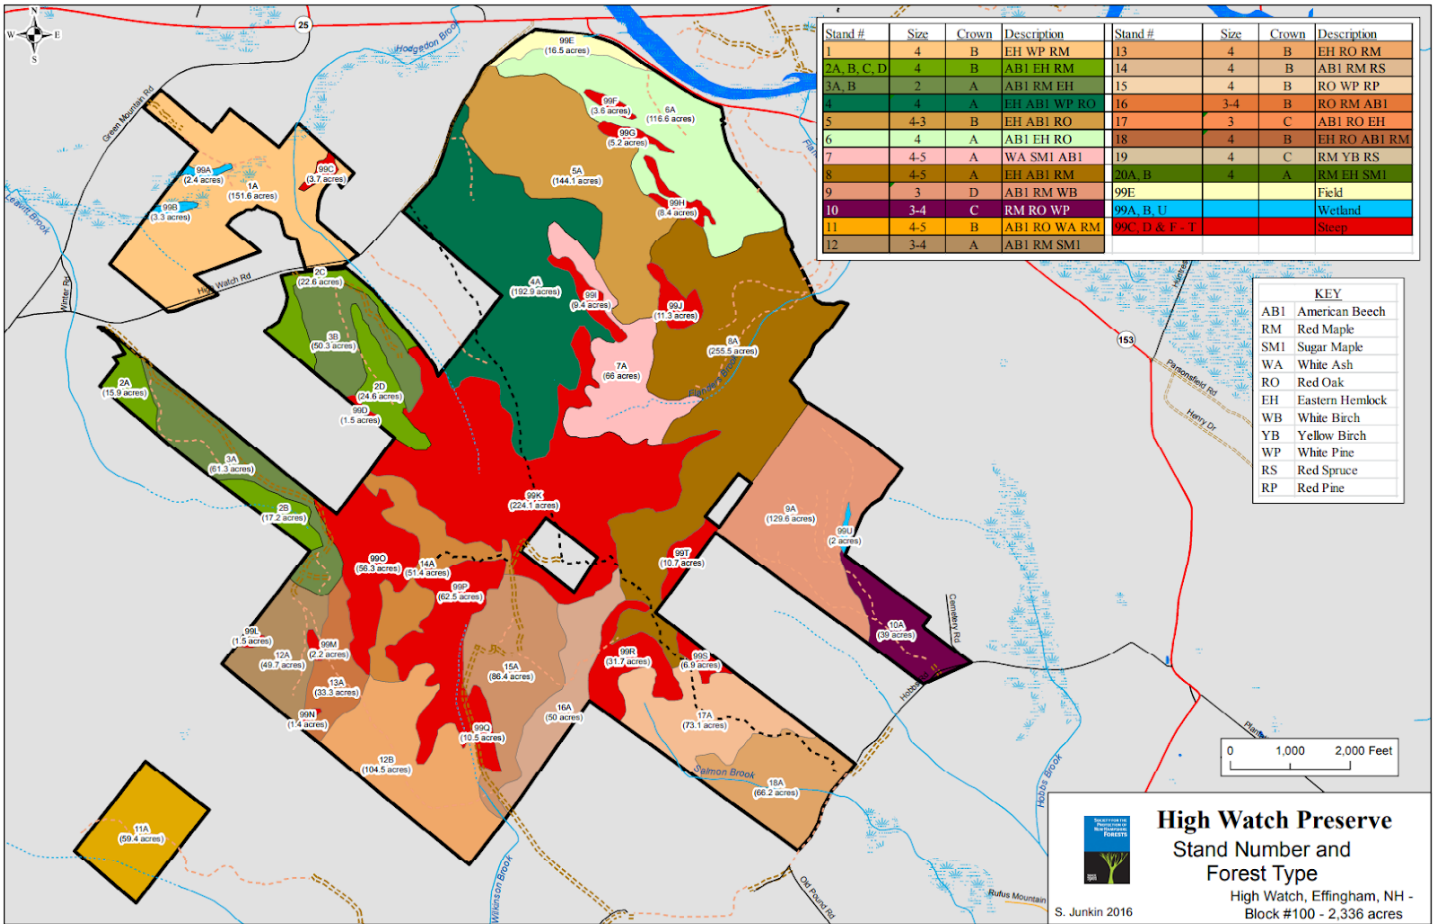 N
W E
S
25
Hodgedon Brook
Green Mountain Rd
Leavitt Brook
Winter Rd
High Watch Rd
99E
(16.5 acres)
99F
(3.6 acres)
6A
(116.6 acres)
99G
(5.2 acres)
5A
(144.1 acres)
99H
(8.4 acres)
99A
(2.4 acres)
1A
(151.6 acres)
99C
(3.7 acres)
99B
(3.3 acres)
2C
(22.6 acres)
4A
(192.9 acres)
99I
(9.4 acres)
99J
(11.3 acres)
3B
(50.3 acres)
8A
(255.5 acres)
7A
(66 acres)
Flanders Brook
2A
(15.9 acres)
2D
(24.6 acres)
99D
(1.5 acres)
3A
(61.3 acres)
2B
(17.2 acres)
99K
(224.1 acres)
9A
(129.6 acres)
99U
(2 acres)
99O
(56.3 acres)
14A
(51.4 acres)
99T
(10.7 acres)
99P
(62.5 acres)
99L
(1.5 acres)
99M
(2.2 acres)
12A
(49.7 acres)
13A
(33.3 acres)
99N
(1.4 acres)
15A
(86.4 acres)
99R
(31.7 acres)
99S
(6.9 acres)
10A
(39 acres)
Cemetery Rd
16A
(50 acres)
17A
(73.1 acres)
99Q
(10.5 acres)
12B
(104.5 acres)
Salmon Brook
18A
(66.2 acres)
11A
(59.4 acres)
Wilkinson Brook
Old Pound Rd
Hobbs Brook
Rufus Mountain
153
Parsonsfield Rd
Henry Dr
Stand # Size Crown Description Stand # Size Crown Description
1 4 B EH WP RM 13 4 B EH RO RM
2A, B, C, D 4 B AB1 EH RM 14 4 B AB1 RM RS
3A, B 2 A AB1 RM EH 15 4 B RO WP RP
4 4 A EH AB1 WP RO 16 3-4 B RO RM AB1
5 4-3 B EH AB1 RO 17 3 C AB1 RO EH
6 4 A AB1 EH RO 18 4 B EH RO AB1 RM
7 4-5 A WA SM1 AB1 19 4 C RM YB RS
8 4-5 A EH AB1 RM 20A, B 4 A RM EH SM1
9 3 D AB1 RM WB 99E Field
10 3-4 C RM RO WP 99A, B, U Wetland
11 4-5 B AB1 RO WA RM 99C, D & F - T Steep
12 3-4 A AB1 RM SM1
KEY
AB1 American Beech
RM Red Maple
SM1 Sugar Maple
WA White Ash
RO Red Oak
EH Eastern Hemlock
WB White Birch
YB Yellow Birch
WP White Pine
RS Red Spruce
RP Red Pine
0 1,000 2,000 Feet
SOCIETY FOR THE
PROTECTION OF
NEW HAMPSHIRE
FORESTS
High Watch Preserve
Stand Number and
Forest Type
High Watch, Effingham, NH -
Block #100 - 2,336 acres
S. Junkin 2016